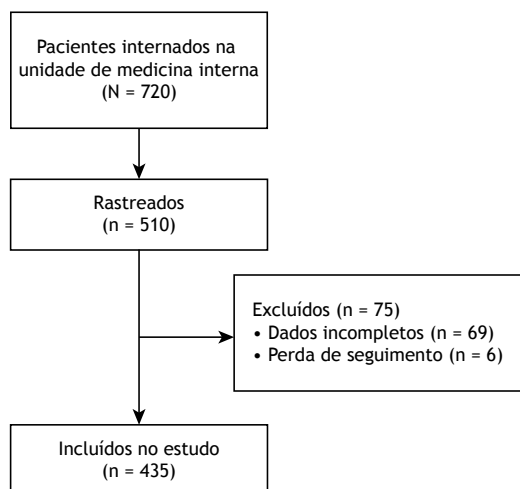 Pacientes internados na
unidade de medicina interna
(N = 720)
Rastreados
(n = 510)
Excluídos (n = 75)
• Dados incompletos (n = 69)
• Perda de seguimento (n = 6)
Incluídos no estudo
(n = 435)